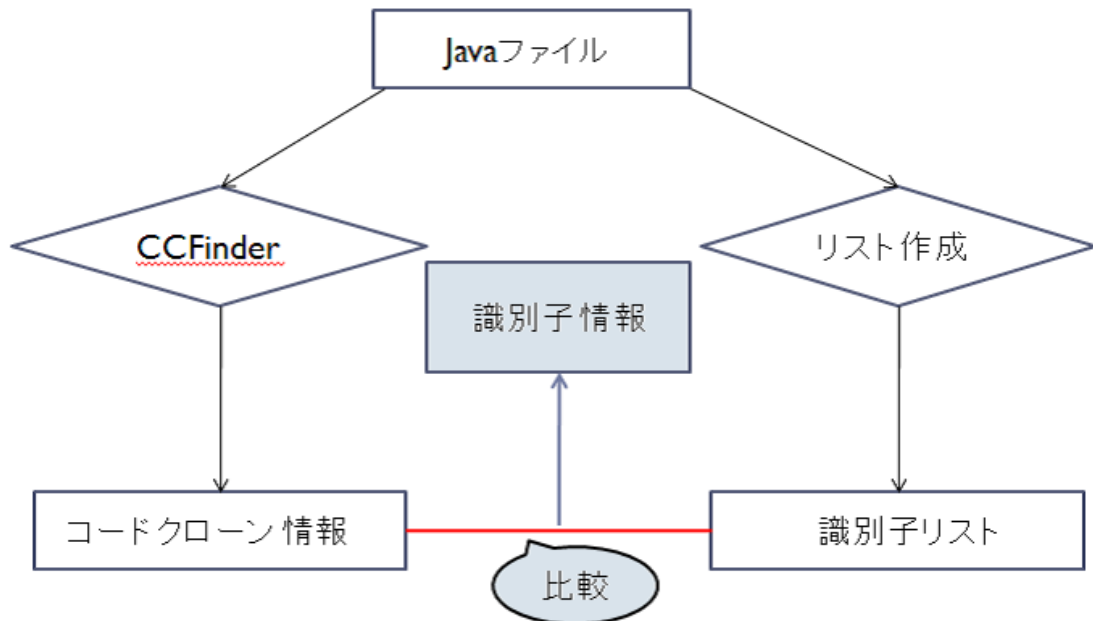 Javaファイル
CCFinder
リスト作成
識別子情報
コードクローン情報
識別子リスト
比較